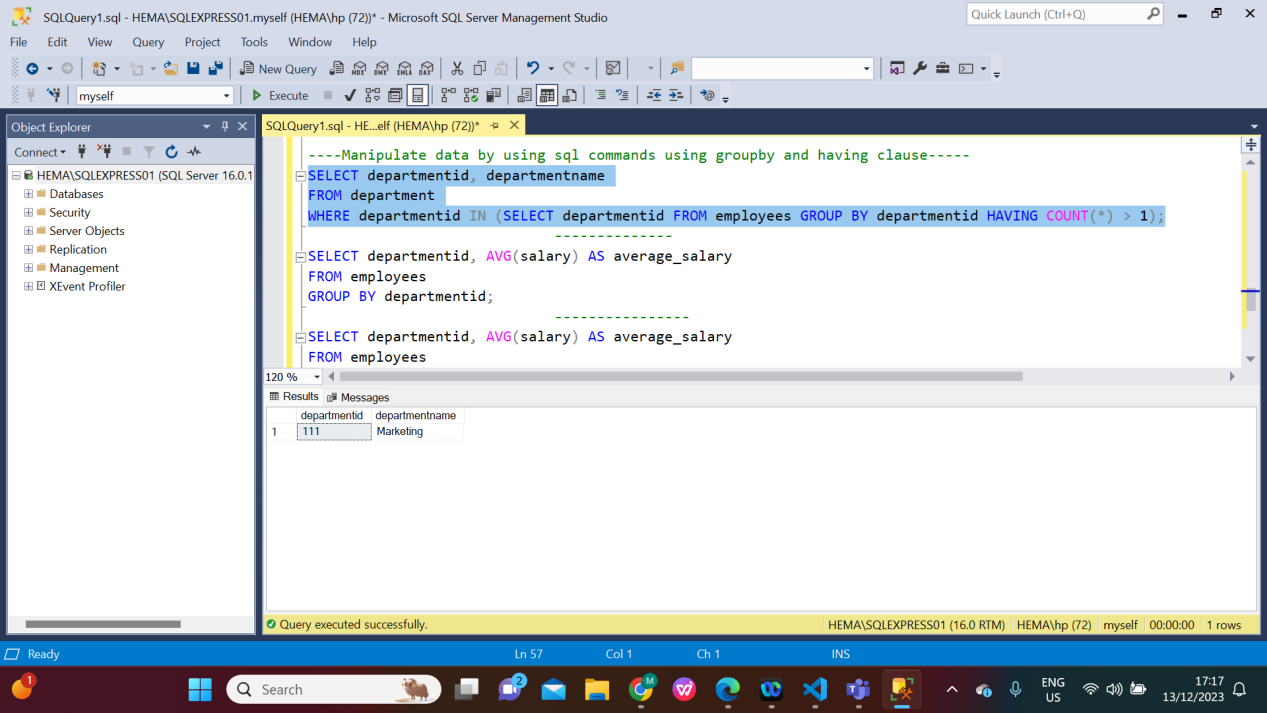 SQLQuery1.sql - HEMA\SQLEXPRESS01.myself (HEMA\hp (72))* - Microsoft SQL Server Management Studio
Quick Launch (Ctrl+Q)
File Edit View Query Project Tools Window Help
New Query
MDX DMX XMLA DAX
myself
Execute
Object Explorer
SQLQuery1.sql - HE...elf (HEMA\hp (72))*
Connect
HEMA\SQLEXPRESS01 (SQL Server 16.0.1
Databases
Security
Server Objects
Replication
Management
XEvent Profiler
----Manipulate data by using sql commands using groupby and having clause-----
SELECT departmentid, departmentname
FROM department
WHERE departmentid IN (SELECT departmentid FROM employees GROUP BY departmentid HAVING COUNT(*) > 1);
--------------
SELECT departmentid, AVG(salary) AS average_salary
FROM employees
GROUP BY departmentid;
----------------
SELECT departmentid, AVG(salary) AS average_salary
FROM employees
120 %
Results Messages
departmentid departmentname
1 111 Marketing
Query executed successfully.
HEMA\SQLEXPRESS01 (16.0 RTM) HEMA\hp (72) myself 00:00:00 1 rows
Ready Ln 57 Col 1 Ch 1 INS
1
Search
2
M
ENG
US
17:17
13/12/2023